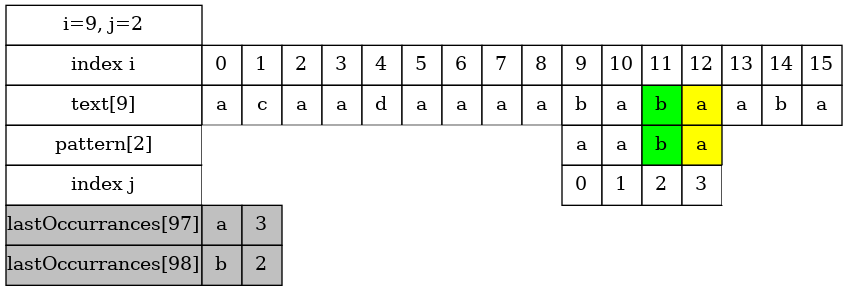 i=9, j=2
index i 0 1 2 3 4 5 6 7 8 9 10 11 12 13 14 15
text[9] a c a a d a a a a b a b a a b a
pattern[2] a a b a
index j 0 1 2 3
lastOccurrances[97] a 3
lastOccurrances[98] b 2